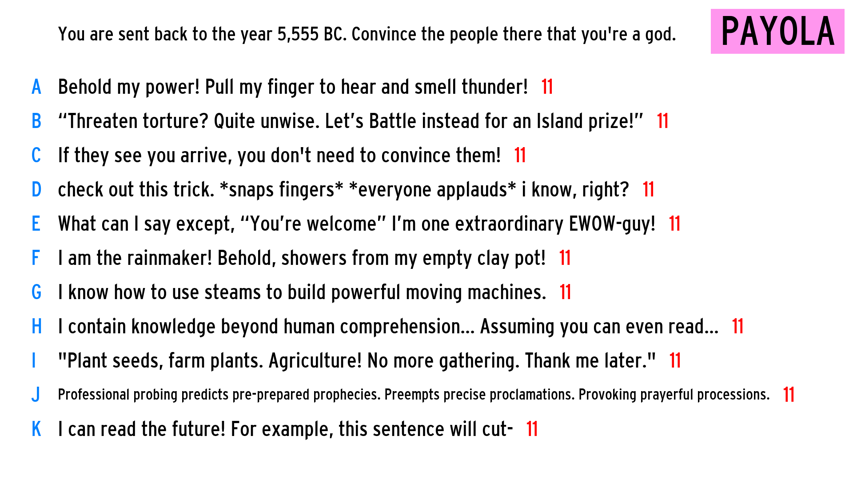 You are sent back to the year 5,555 BC. Convince the people there that you're a god.
PAYOLA
A Behold my power! Pull my finger to hear and smell thunder! 11
B “Threaten torture? Quite unwise. Let’s Battle instead for an Island prize!” 11
C If they see you arrive, you don't need to convince them! 11
D check out this trick. *snaps fingers* *everyone applauds* i know, right? 11
E What can I say except, “You’re welcome” I’m one extraordinary EWOW-guy! 11
F I am the rainmaker! Behold, showers from my empty clay pot! 11
G I know how to use steams to build powerful moving machines. 11
H I contain knowledge beyond human comprehension... Assuming you can even read... 11
I "Plant seeds, farm plants. Agriculture! No more gathering. Thank me later." 11
J Professional probing predicts pre-prepared prophecies. Preempts precise proclamations. Provoking prayerful processions. 11
K I can read the future! For example, this sentence will cut- 11